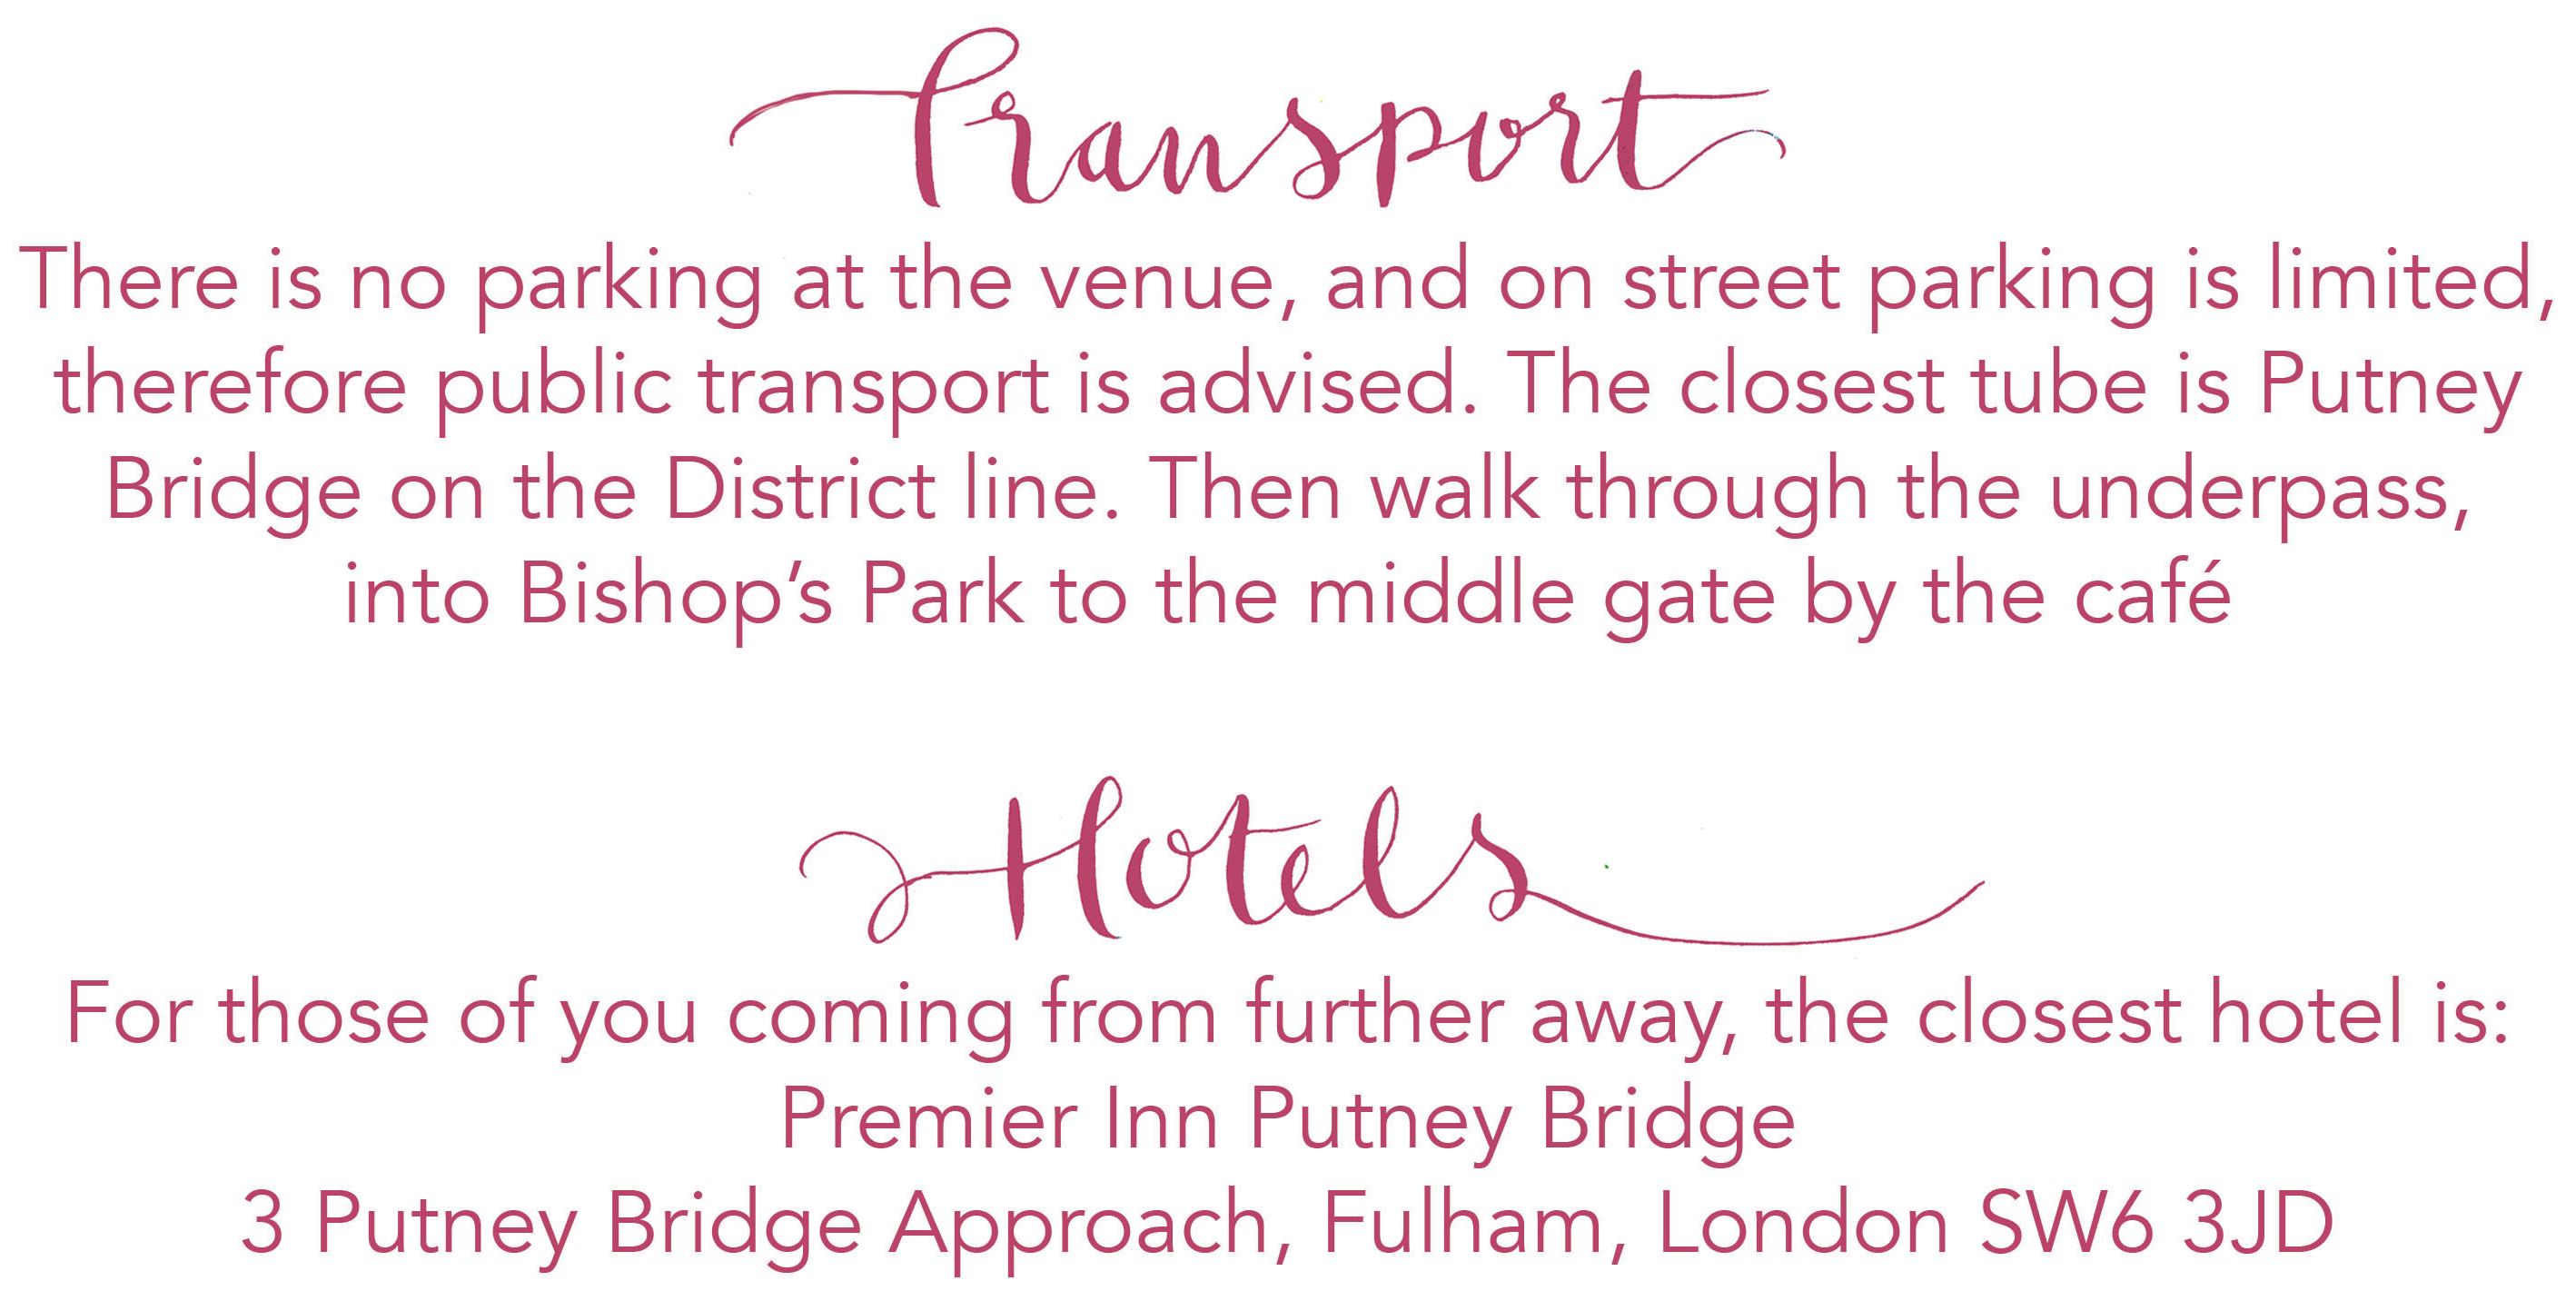 Transport
There is no parking at the venue, and on street parking is limited,
therefore public transport is advised. The closest tube is Putney
Bridge on the District line. Then walk through the underpass,
into Bishop’s Park to the middle gate by the café
Hotels
For those of you coming from further away, the closest hotel is:
Premier Inn Putney Bridge
3 Putney Bridge Approach, Fulham, London SW6 3JD